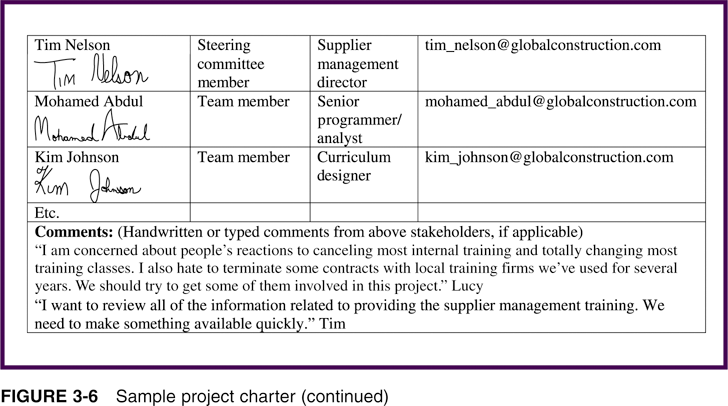 Tim Nelson Steering Supplier tim_nelson@globalconstruction.com
Tim Nelson committee management
member director
Mohamed Abdul Team member Senior mohamed_abdul@globalconstruction.com
Mohamed Abdul programmer/
analyst
Kim Johnson Team member Curriculum kim_johnson@globalconstruction.com
Kim Johnson designer
Etc.
Comments: (Handwritten or typed comments from above stakeholders, if applicable)
“I am concerned about people’s reactions to canceling most internal training and totally changing most
training classes. I also hate to terminate some contracts with local training firms we’ve used for several
years. We should try to get some of them involved in this project.” Lucy
“I want to review all of the information related to providing the supplier management training. We
need to make something available quickly.” Tim
FIGURE 3-6 Sample project charter (continued)